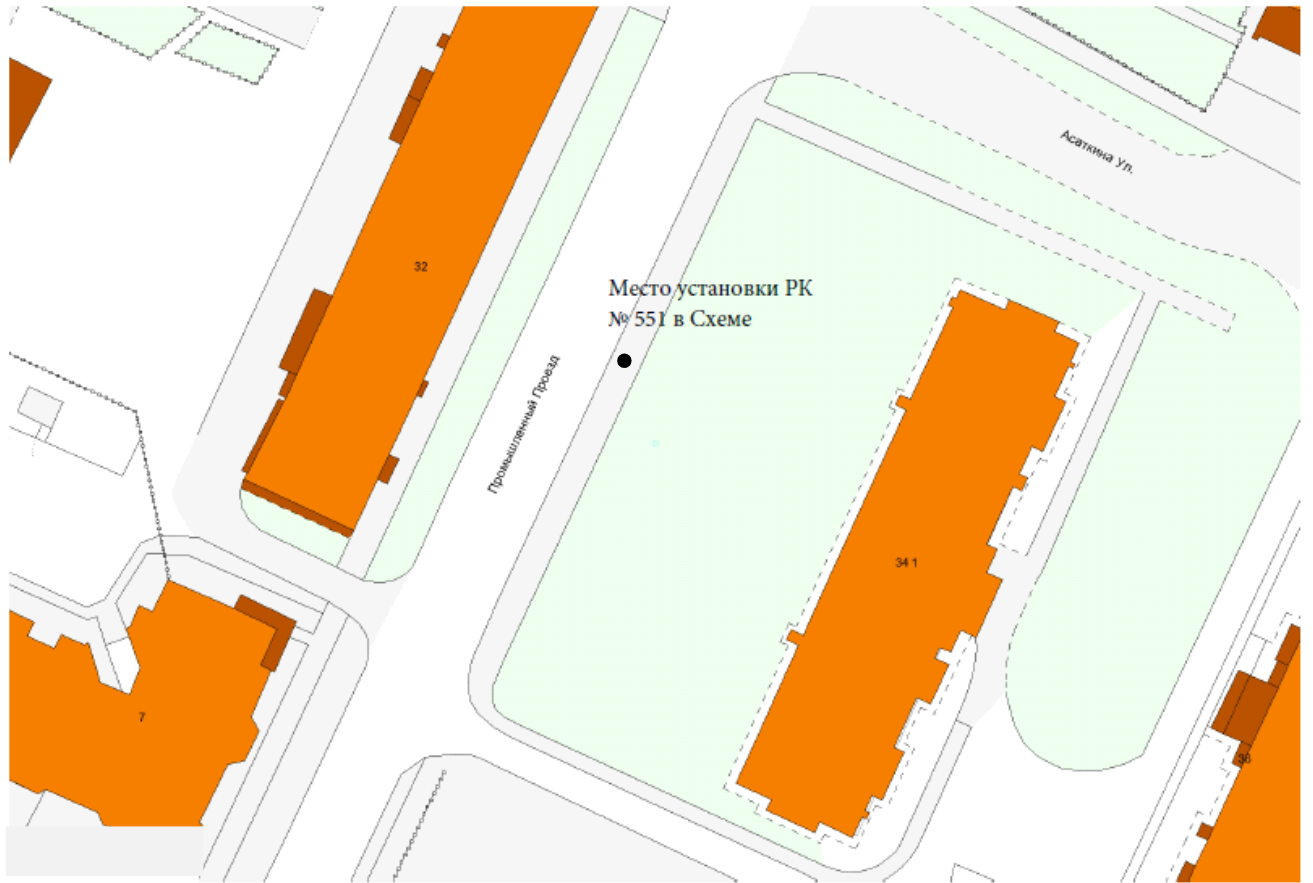 Асаткина Ул.
32
Место установки РК
№ 551 в Схеме
Промышленный Проезд
34 1
7
38